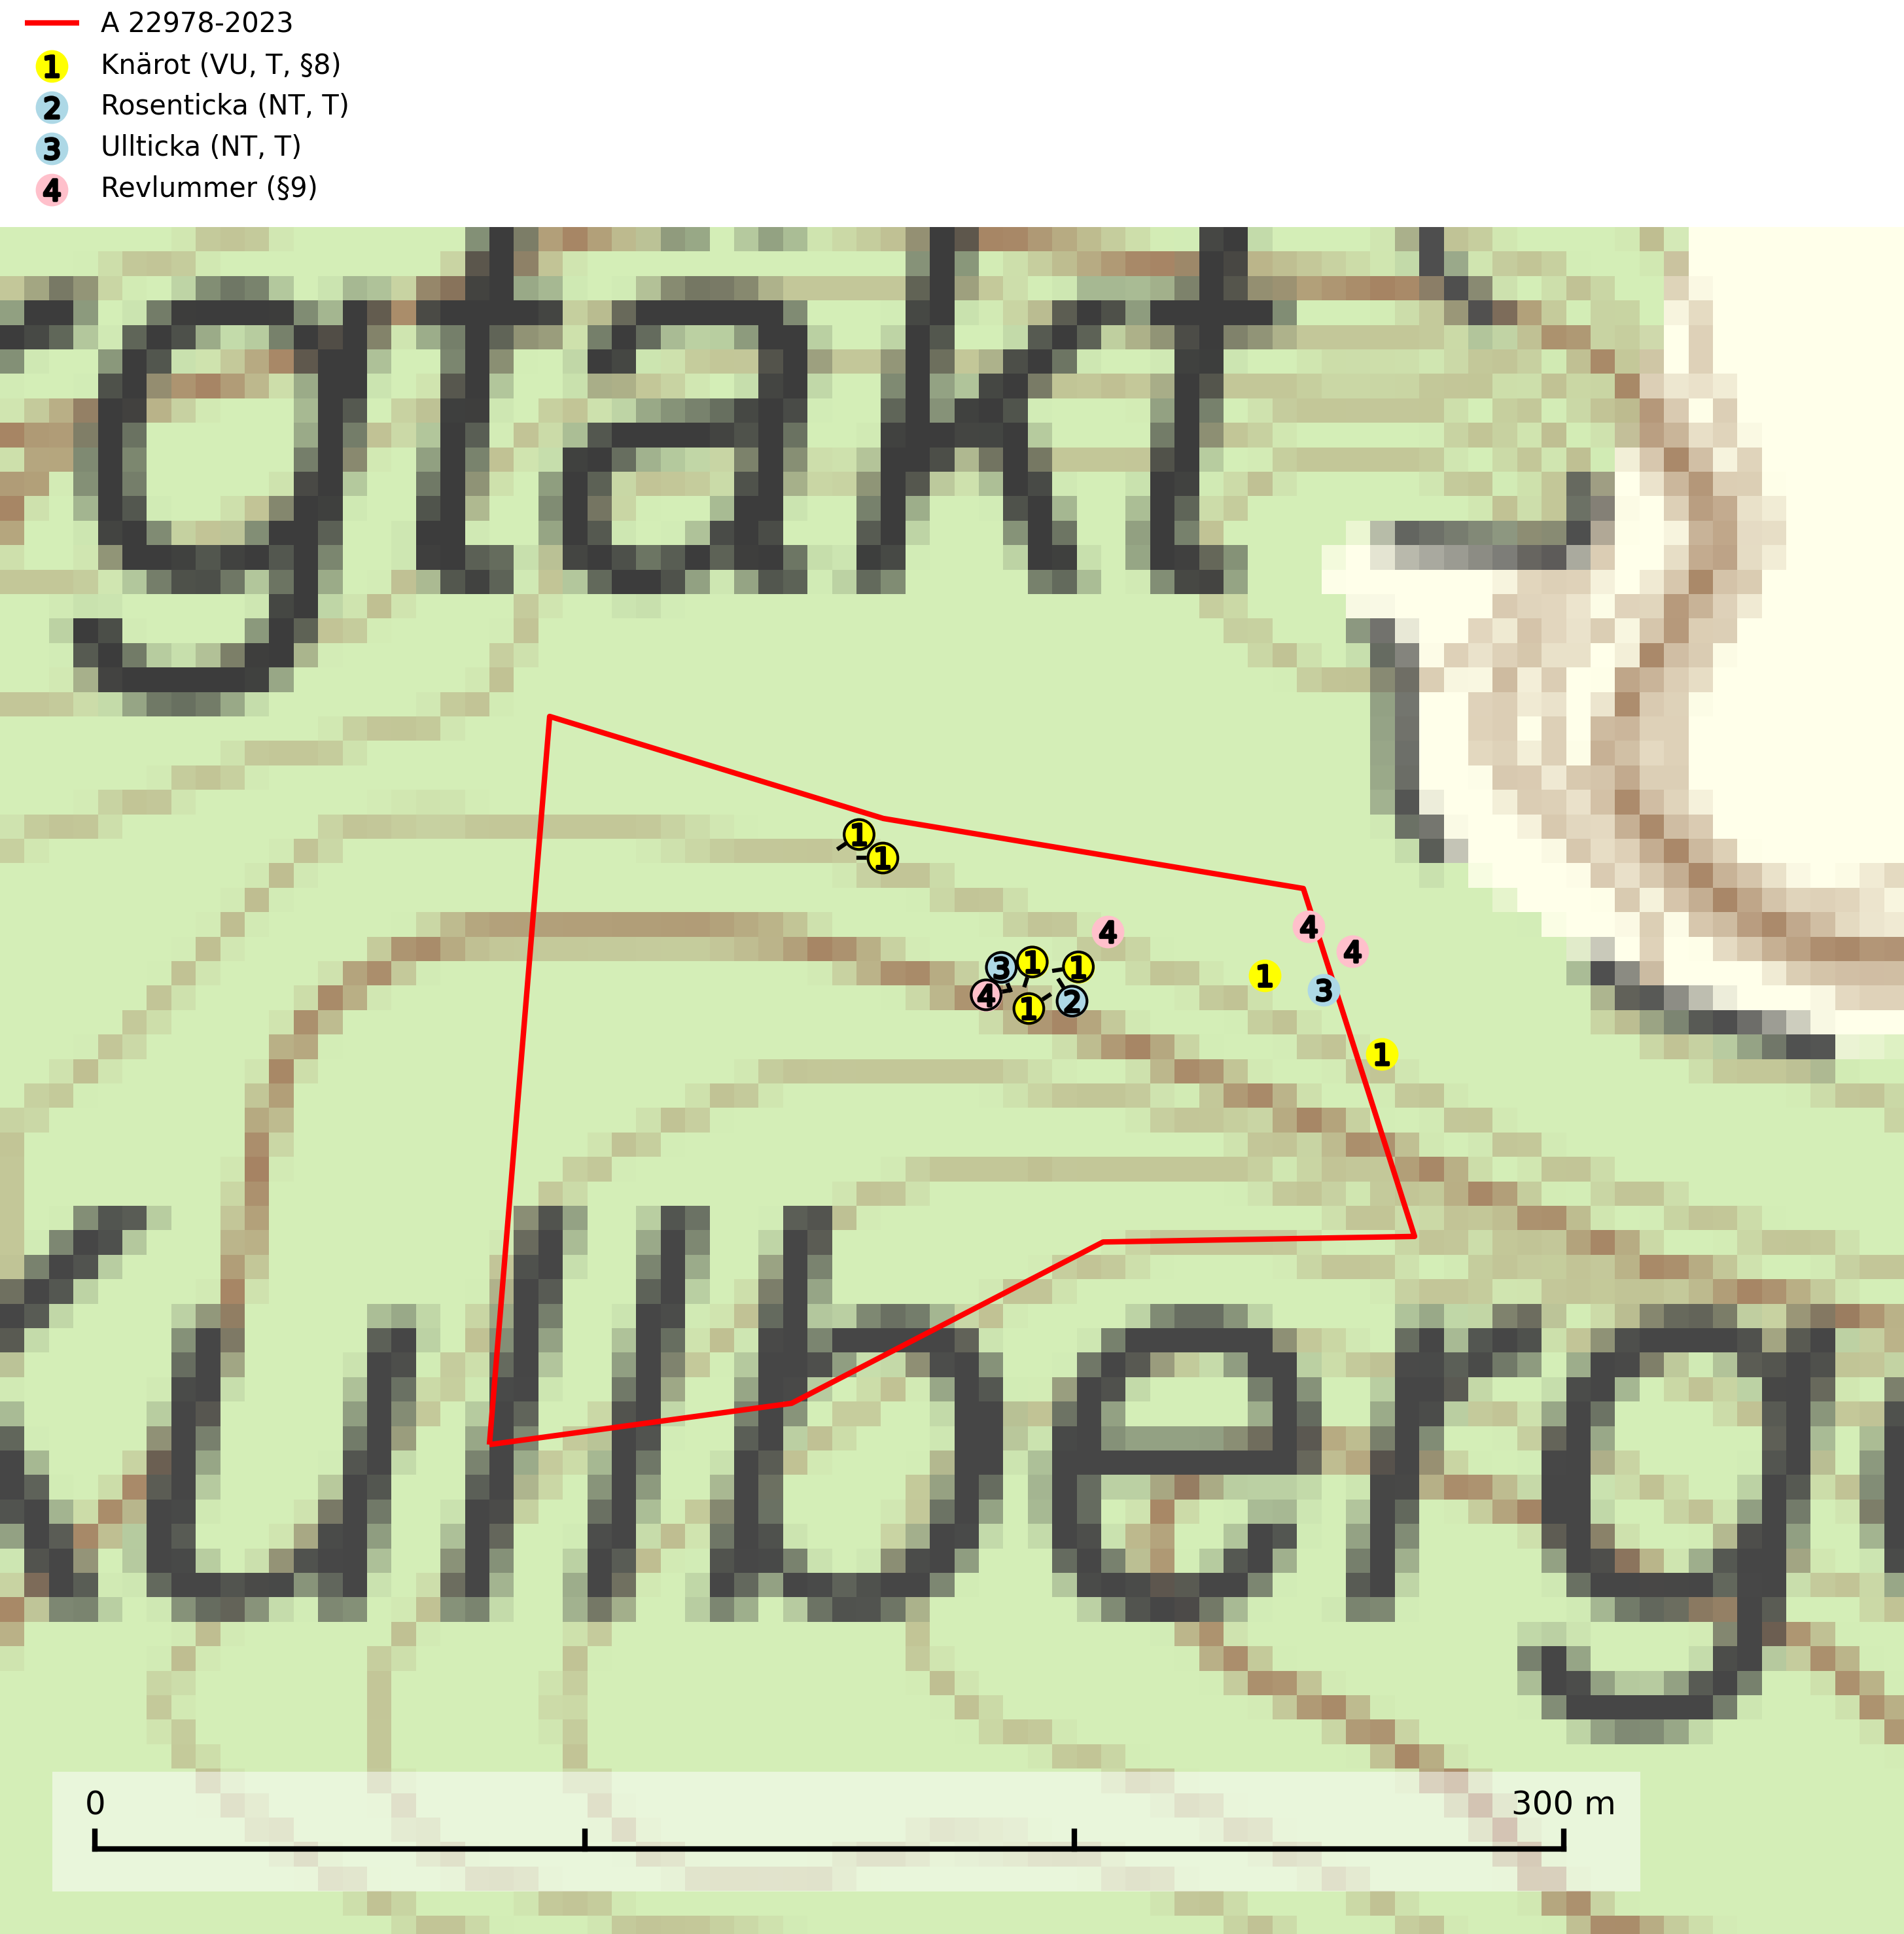 A 22978-2023
1 Knärot (VU, T, §8)
2 Rosenticka (NT, T)
3 Ullticka (NT, T)
4 Revlummer (§9)
gtakt
1
1
4
4
4
3 1 1
1
3
4 1 2
1
ullberg
0 300 m